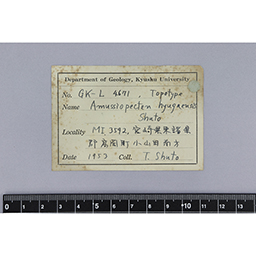 Department of Geology, Kyushu University
No. GK-L 4671, Topotype
Name Amussiopecten hyugaensis
Shuto
Locality MI 3592, 宮崎県東諸県
郡高岡町小山田南方
Date 1953 Coll. T. Shuto
0 1 2 3 4 5 6 7 8 9 +10 11 12 13